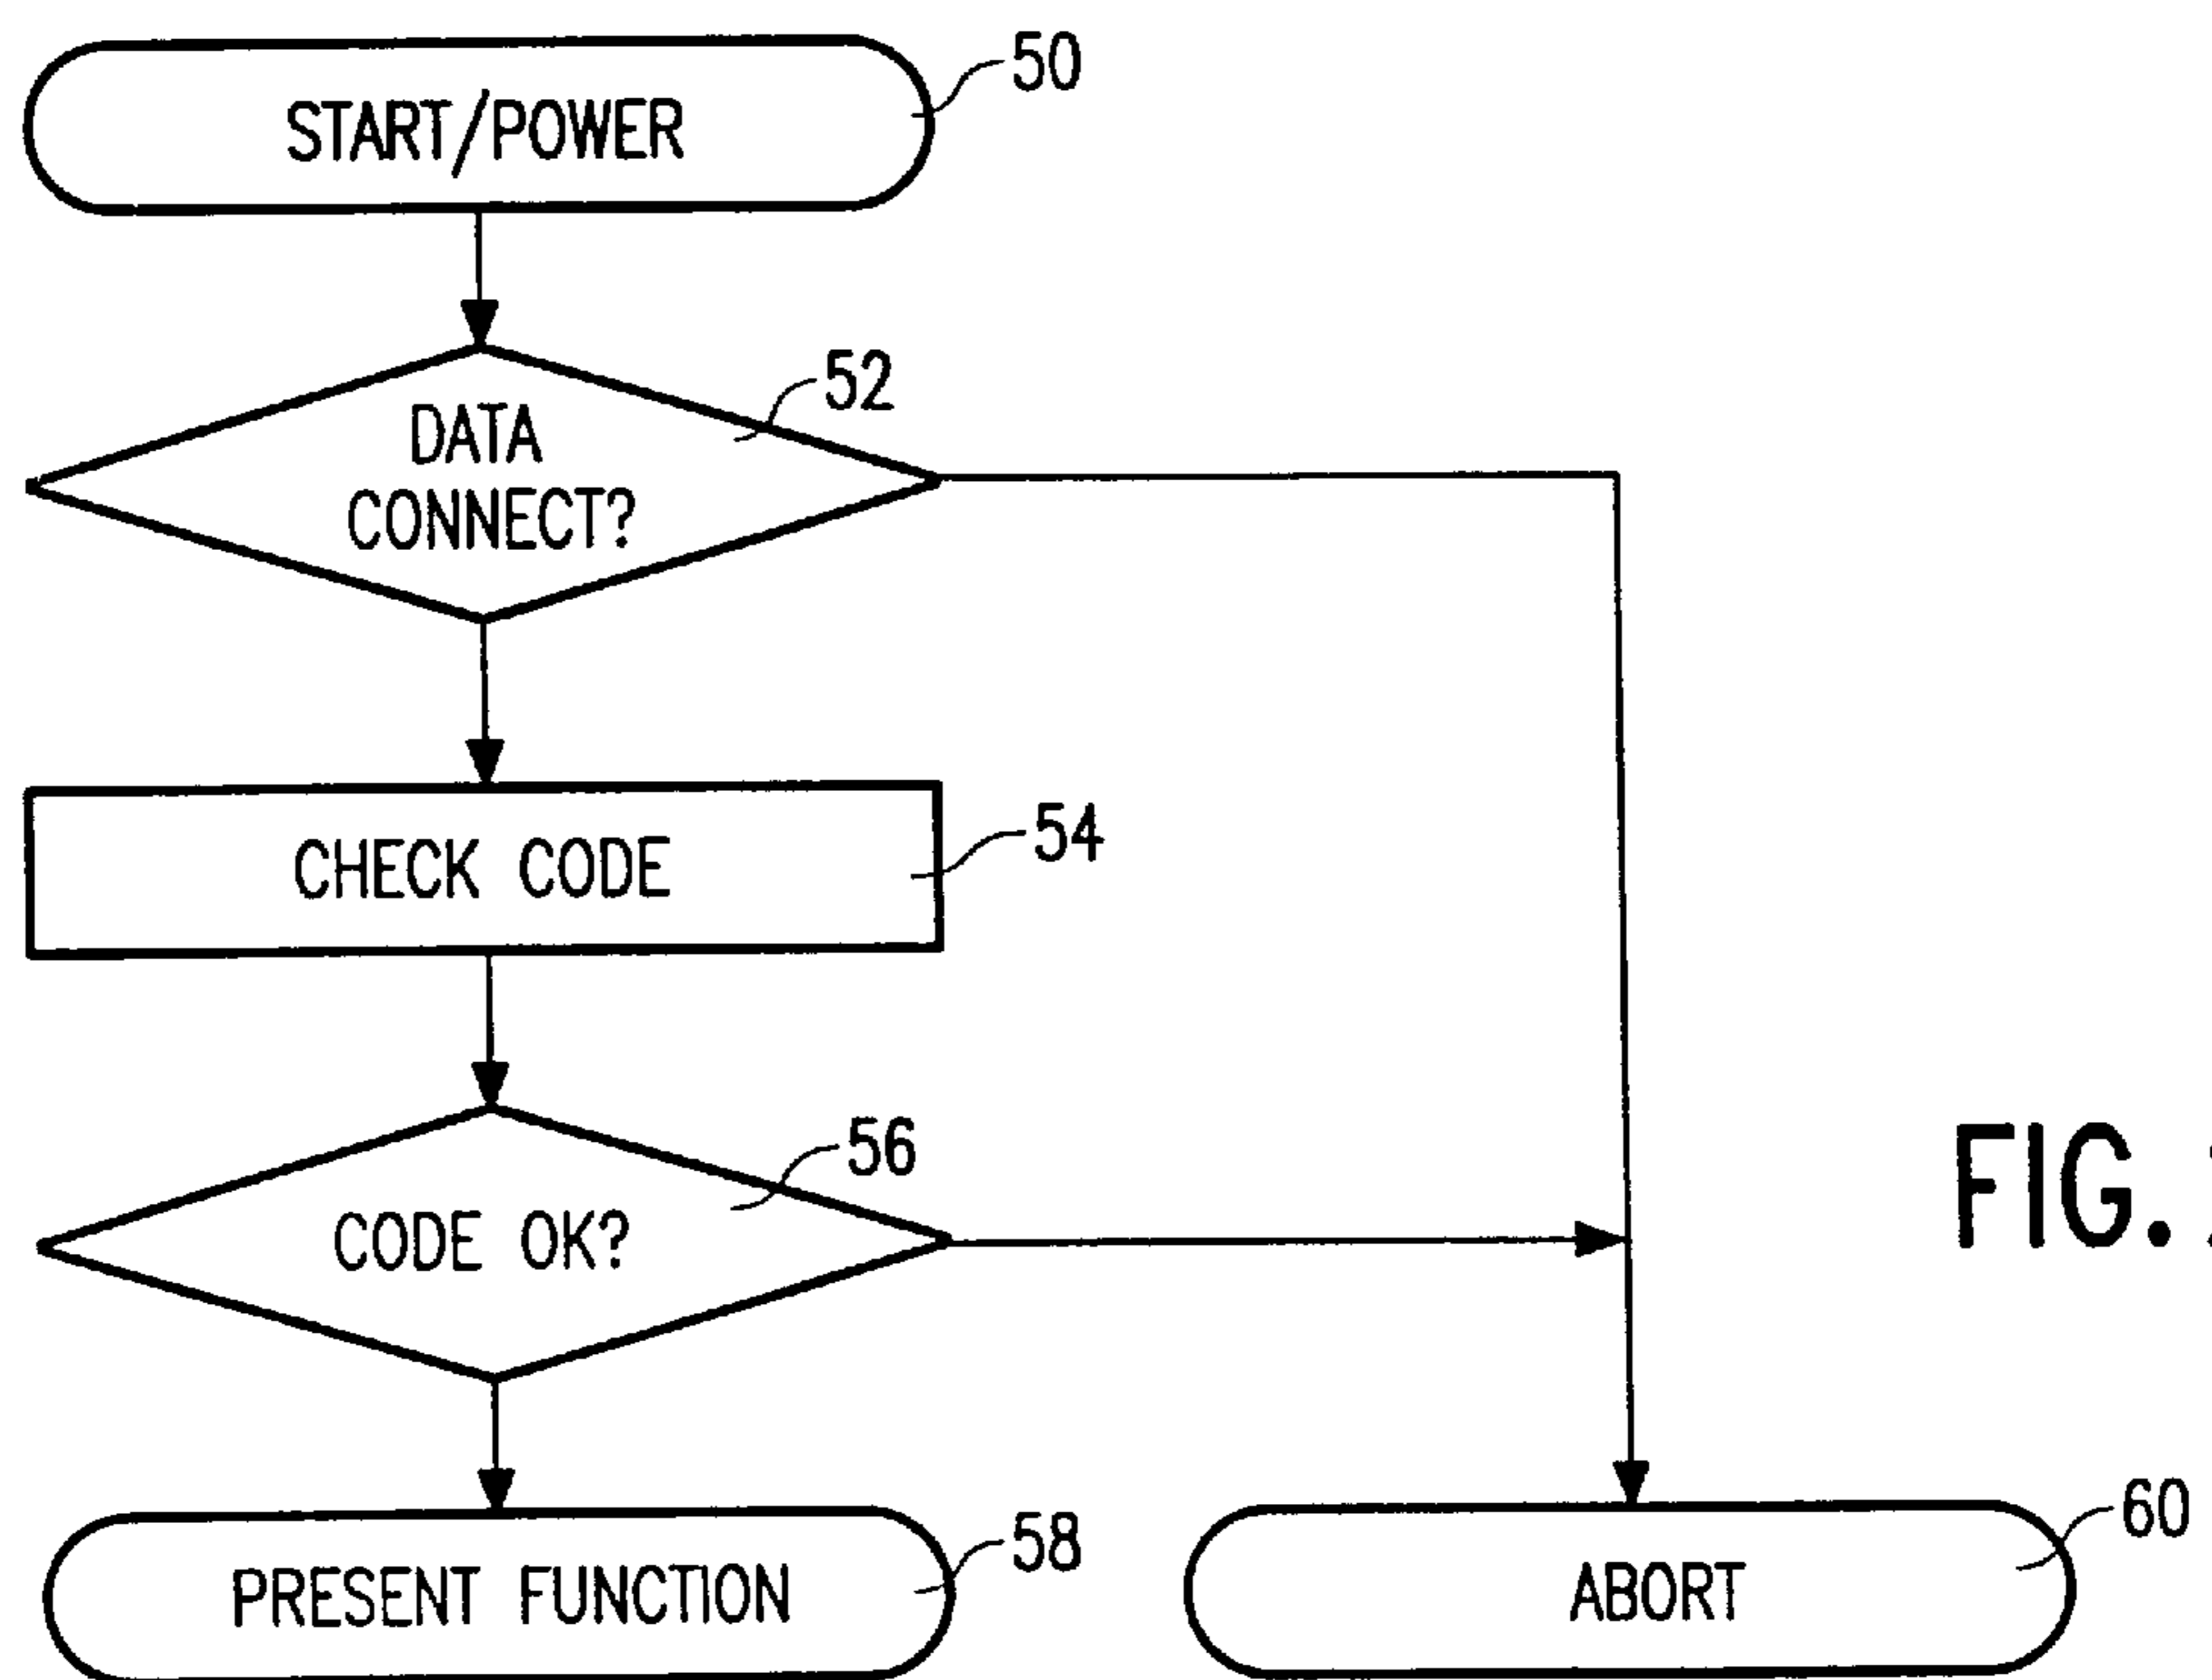 50
START/POWER
52
DATA
CONNECT?
54
CHECK CODE
56
CODE OK?
FIG.
58
PRESENT FUNCTION
60
ABORT